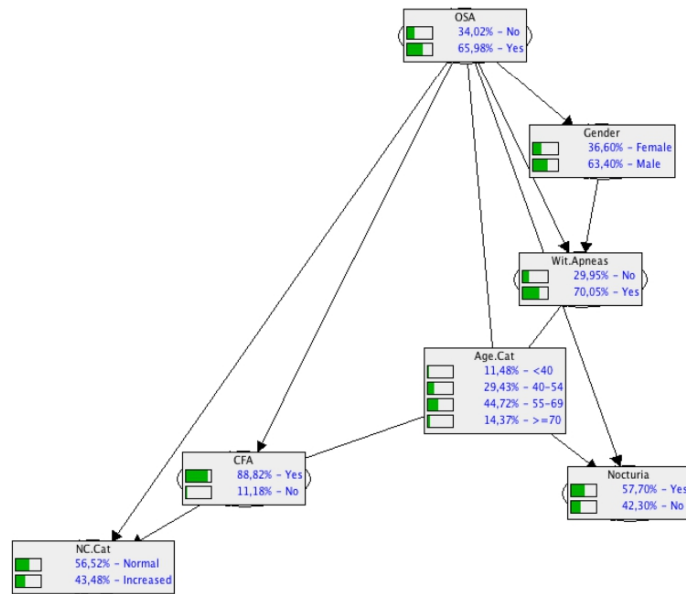 OSA
34,02% – No
65,98% – Yes
Gender
36,60% – Female
63,40% – Male
Wit.Apneas
29,95% – No
70,05% – Yes
Age.Cat
11,48% – <40
29,43% – 40–54
44,72% – 55–69
14,37% – >=70
CFA
88,82% – Yes
11,18% – No
Nocturia
57,70% – Yes
42,30% – No
NC.Cat
56,52% – Normal
43,48% – Increased